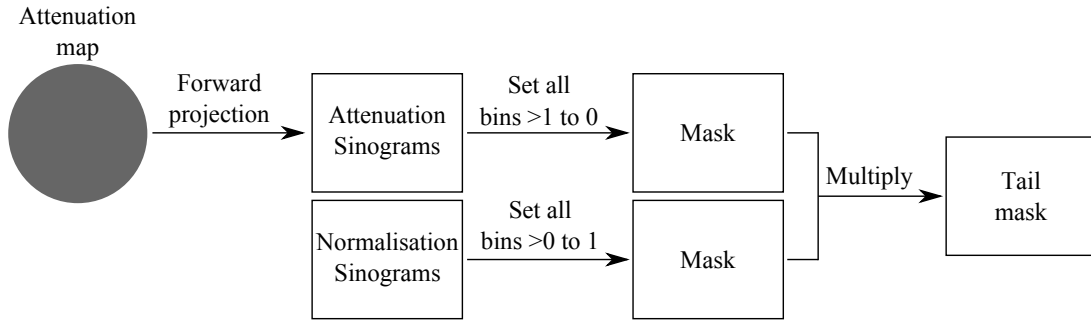 Attenuation
map
Forward
projection
Attenuation
Sinograms
Set all
bins >1 to 0
Mask
Normalisation
Sinograms
Set all
bins >0 to 1
Mask
Multiply
Tail
mask